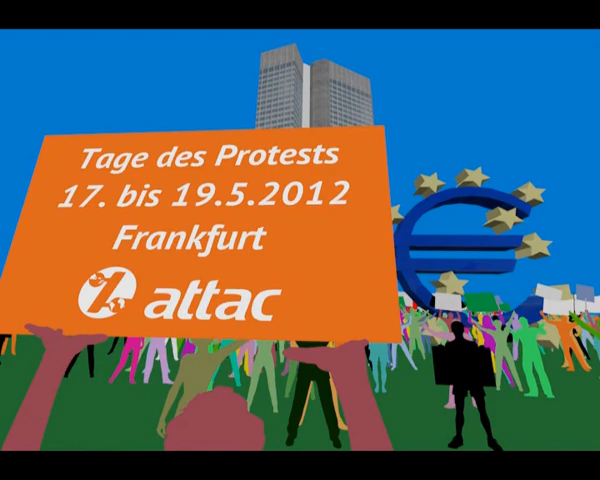 Tage des Protests
17. bis 19.5.2012
Frankfurt
attac